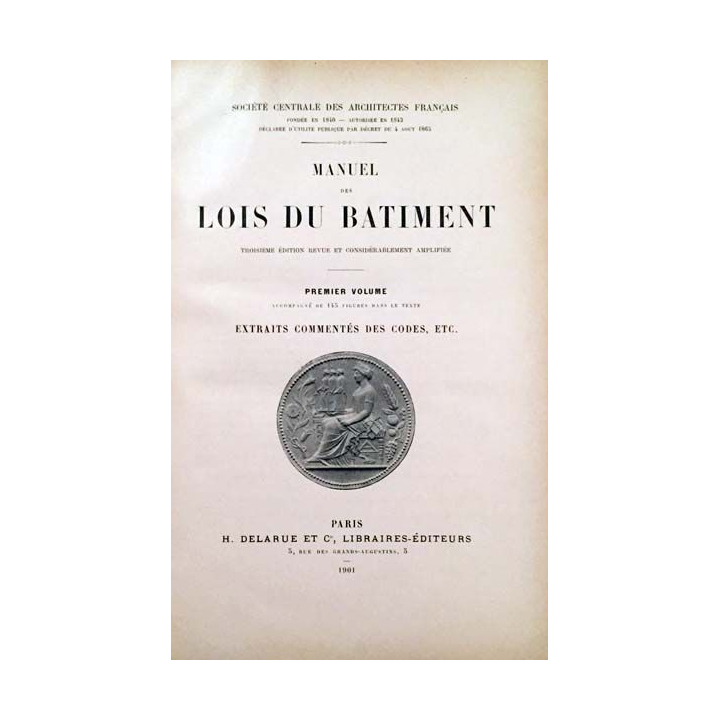 SOCIÉTÉ CENTRALE DES ARCHITECTES FRANÇAIS
FONDÉE EN 1840 — AUTORISÉE EN 1843
DÉCLARÉE D'UTILITÉ PUBLIQUE PAR DÉCRET DU 4 AOUT 1865
MANUEL
DES
LOIS DU BATIMENT
TROISIÈME ÉDITION REVUE ET CONSIDÉRABLEMENT AMPLIFIÉE
PREMIER VOLUME
ACCOMPAGNÉ DE 145 FIGURES DANS LE TEXTE
EXTRAITS COMMENTÉS DES CODES, ETC.
PARIS
H. DELARUE ET Cie, LIBRAIRES-ÉDITEURS
5, RUE DES GRANDS-AUGUSTINS, 5
1901